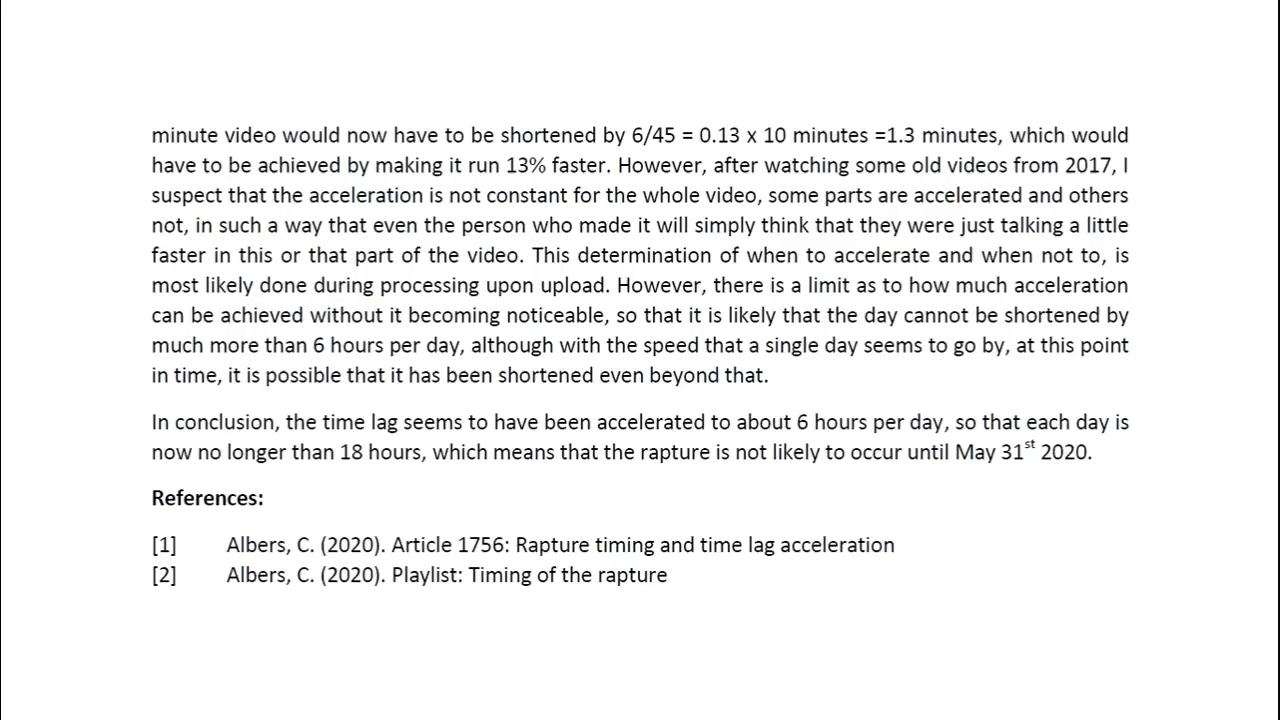 minute video would now have to be shortened by 6/45 = 0.13 x 10 minutes =1.3 minutes, which would
have to be achieved by making it run 13% faster. However, after watching some old videos from 2017, I
suspect that the acceleration is not constant for the whole video, some parts are accelerated and others
not, in such a way that even the person who made it will simply think that they were just talking a little
faster in this or that part of the video. This determination of when to accelerate and when not to, is
most likely done during processing upon upload. However, there is a limit as to how much acceleration
can be achieved without it becoming noticeable, so that it is likely that the day cannot be shortened by
much more than 6 hours per day, although with the speed that a single day seems to go by, at this point
in time, it is possible that it has been shortened even beyond that.
In conclusion, the time lag seems to have been accelerated to about 6 hours per day, so that each day is
now no longer than 18 hours, which means that the rapture is not likely to occur until May 31st 2020.
References:
[1] Albers, C. (2020). Article 1756: Rapture timing and time lag acceleration
[2] Albers, C. (2020). Playlist: Timing of the rapture